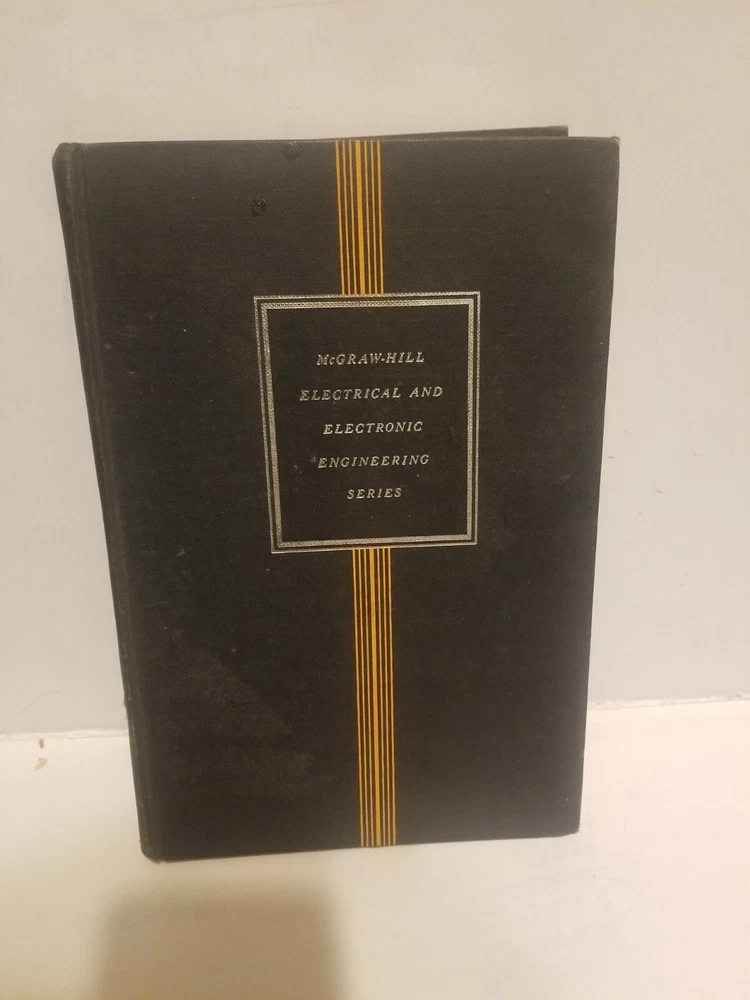 McGRAW-HILL
ELECTRICAL AND
ELECTRONIC
ENGINEERING
SERIES